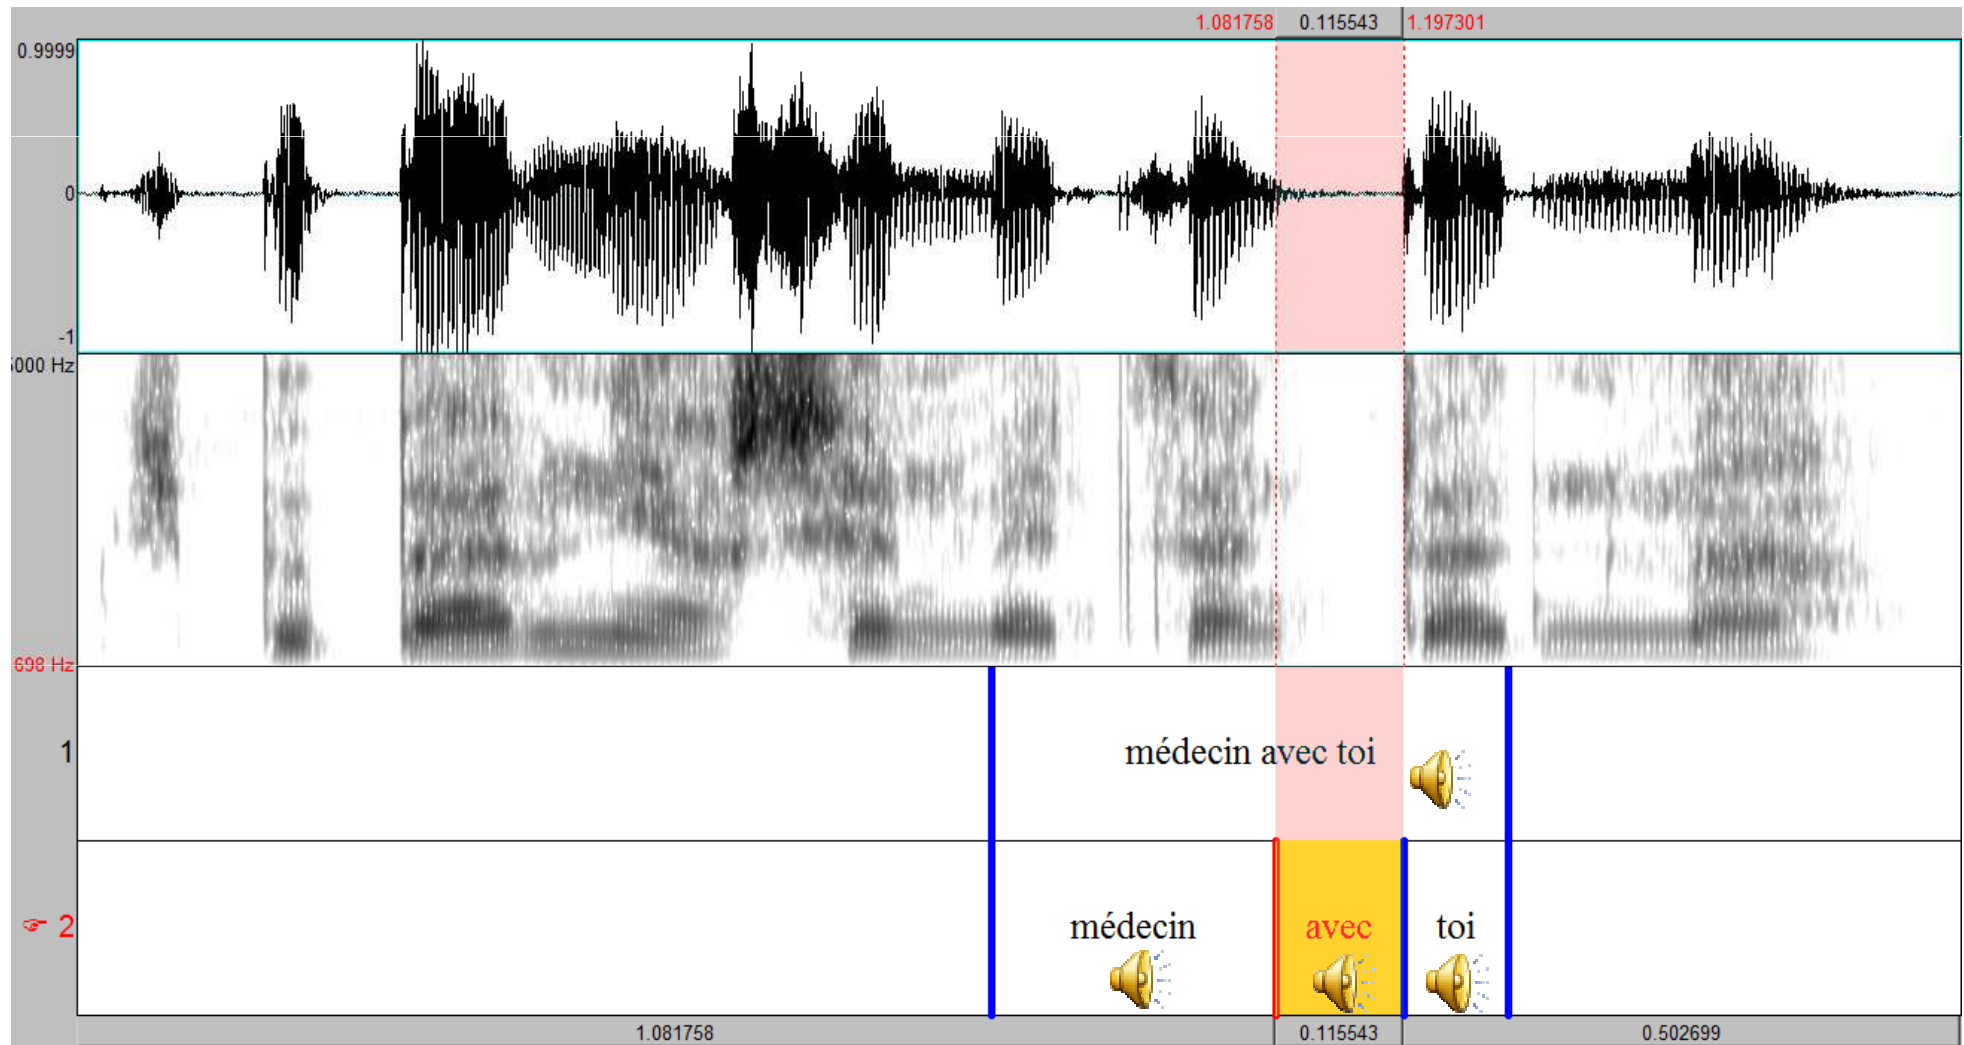 1.081758 0.115543 1.197301
0.9999
0
-1
5000 Hz
698 Hz
1 médecin avec toi
2 médecin avec toi
1.081758 0.115543 0.502699